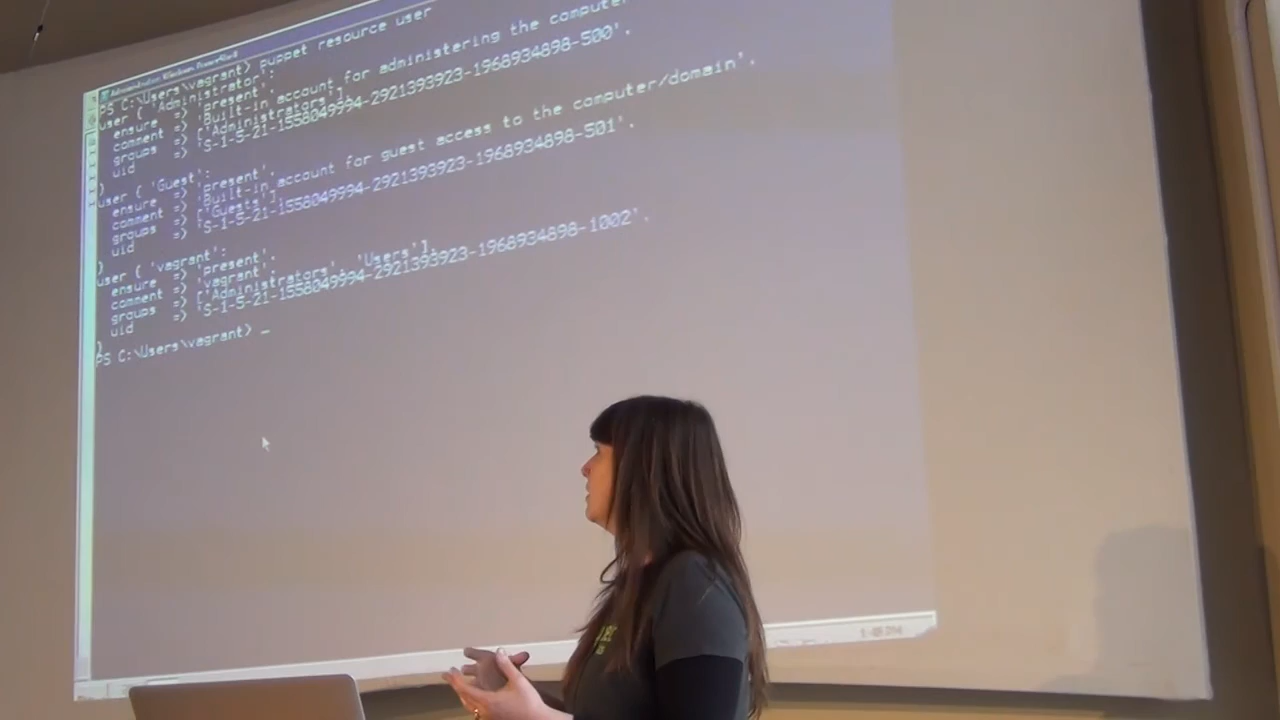 Administrator: Windows PowerShell
PS C:\Users\vagrant> puppet resource user
user { 'Administrator':
ensure => 'present',
comment => 'Built-in account for administering the
groups => ['Administrators'],
uid => 'S-1-5-21-1558049994-2921393923-1968934898-500',
}
user { 'Guest':
ensure => 'present',
comment => 'Built-in account for guest access to the computer/domain',
groups => ['Guests'],
uid => 'S-1-5-21-1558049994-2921393923-1968934898-501',
}
user { 'vagrant':
ensure => 'present',
comment => 'vagrant',
groups => ['Administrators', 'Users'],
uid => 'S-1-5-21-1558049994-2921393923-1968934898-1002',
}
PS C:\Users\vagrant> _